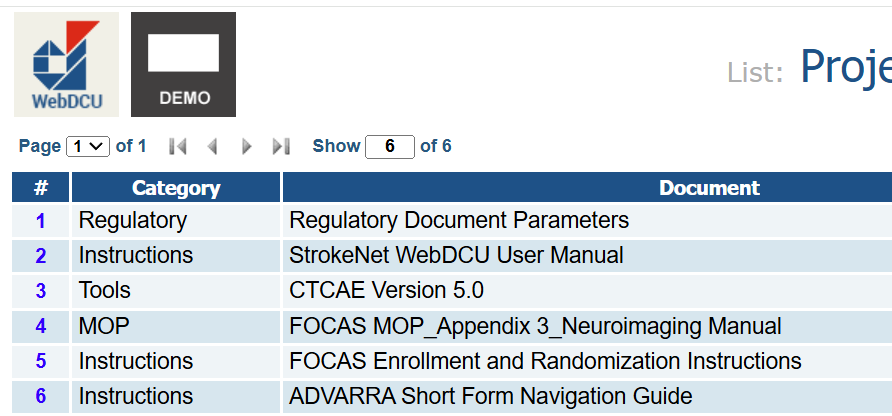 WebDCU
DEMO
List: Proje
Page 1 of 1 Show 6 of 6
# Category Document
1 Regulatory Regulatory Document Parameters
2 Instructions StrokeNet WebDCU User Manual
3 Tools CTCAE Version 5.0
4 MOP FOCAS MOP_Appendix 3_Neuroimaging Manual
5 Instructions FOCAS Enrollment and Randomization Instructions
6 Instructions ADVARRA Short Form Navigation Guide